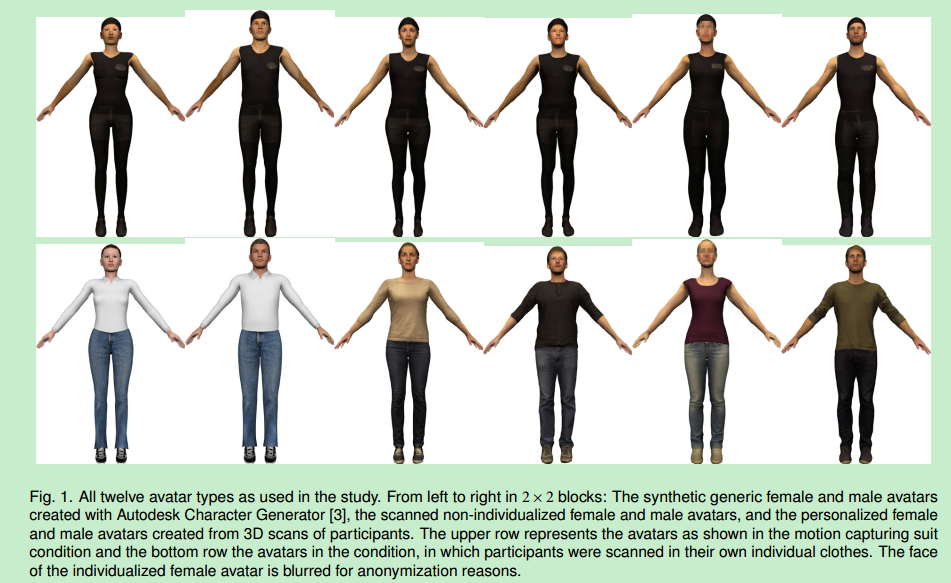 Fig. 1. All twelve avatar types as used in the study. From left to right in 2 × 2 blocks: The synthetic generic female and male avatars
created with Autodesk Character Generator [3], the scanned non-individualized female and male avatars, and the personalized female
and male avatars created from 3D scans of participants. The upper row represents the avatars as shown in the motion capturing suit
condition and the bottom row the avatars in the condition, in which participants were scanned in their own individual clothes. The face
of the individualized female avatar is blurred for anonymization reasons.